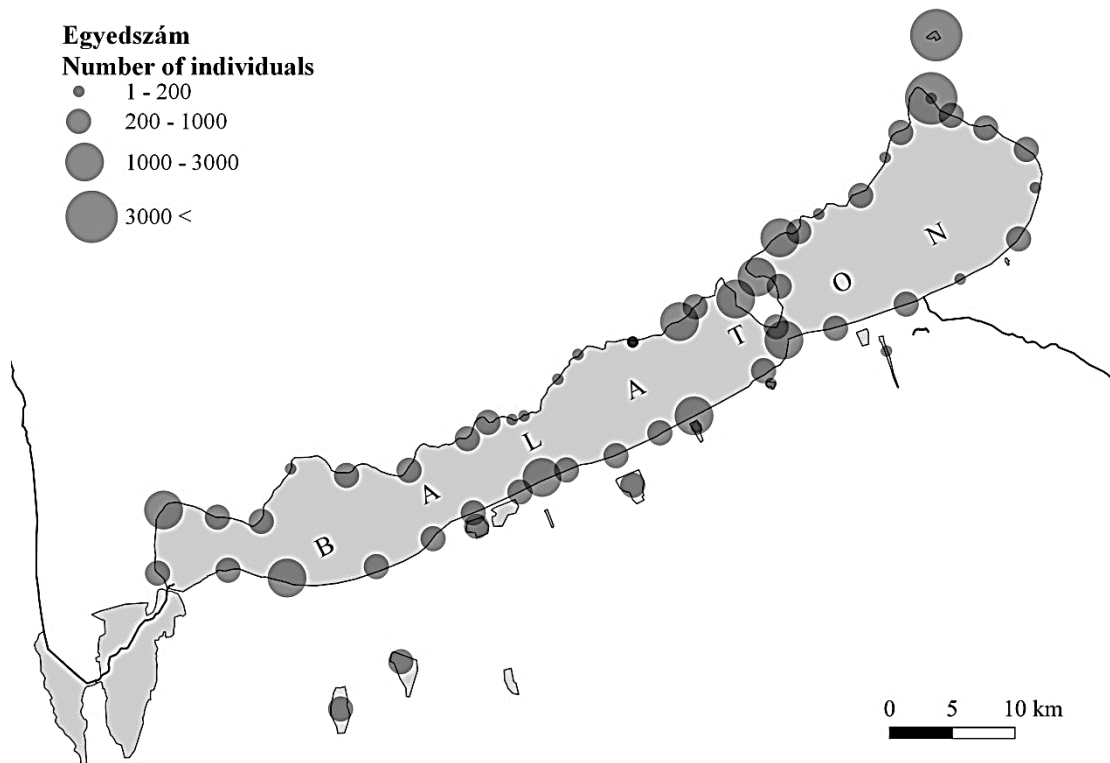 Egyedszám
Number of individuals
1 - 200
200 - 1000
1000 - 3000
3000 <
B A L A T O N
0 5 10 km